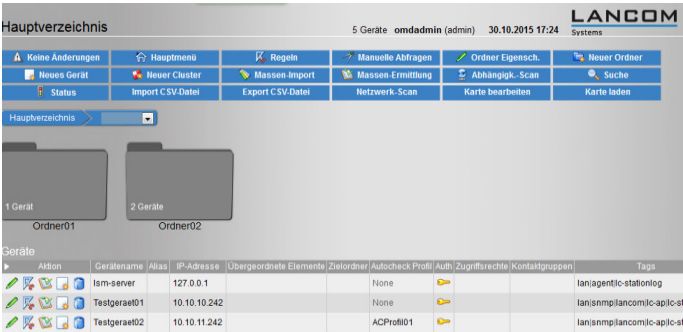 Hauptverzeichnis
5 Geräte omdadmin (admin) 30.10.2015 17:24
LANCOM
Systems
Keine Änderungen Hauptmenü Regeln Manuelle Abfragen Ordner Eigensch. Neuer Ordner
Neues Gerät Neuer Cluster Massen-Import Massen-Ermittlung Abhängigk.-Scan Suche
Status Import CSV-Datei Export CSV-Datei Netzwerk-Scan Karte bearbeiten Karte laden
Hauptverzeichnis
1 Gerät 2 Geräte
Ordner01 Ordner02
Geräte
Aktion Gerätename Alias IP-Adresse Übergeordnete Elemente Zielordner Autocheck Profil Auth Zugriffsrechte Kontaktgruppen Tags
lsm-server 127.0.0.1 None lan|agent|lc-stationlog
Testgeraet01 10.10.10.242 None lan|snmp|lancom|lc-ap|lc-st
Testgeraet02 10.10.11.242 ACProfil01 lan|snmp|lancom|lc-ap|lc-st